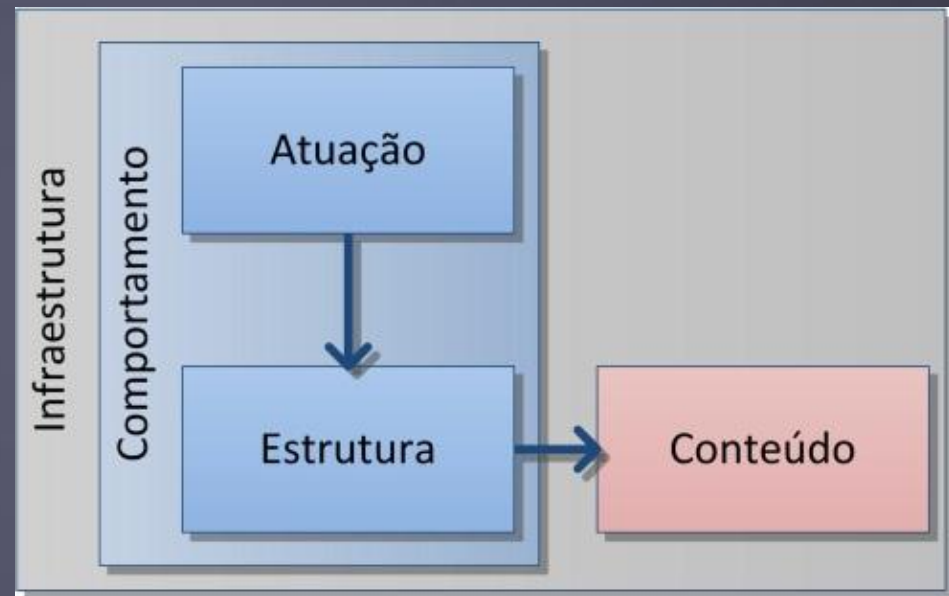 Infraestrutura
Comportamento
Atuação
Estrutura
Conteúdo